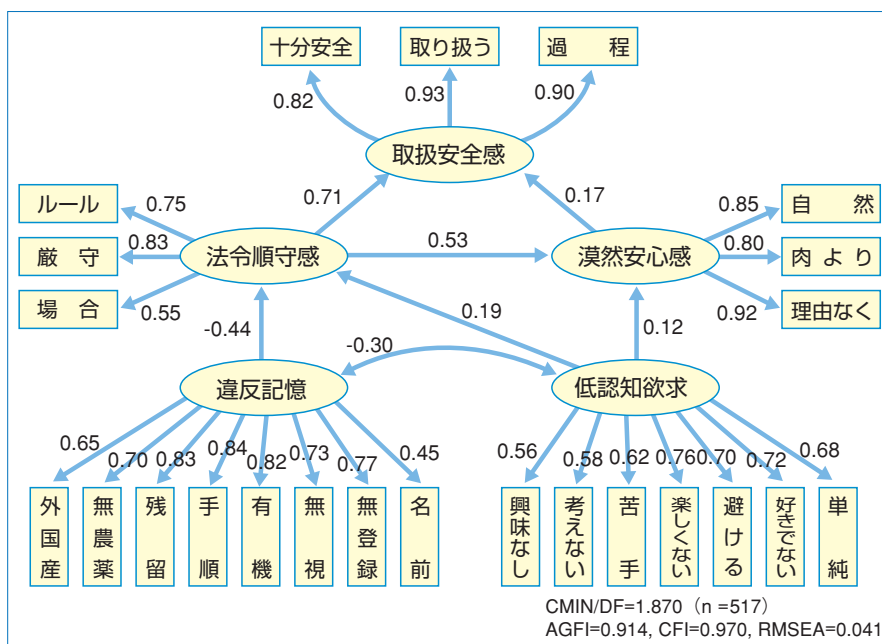 十分安全 取り扱う 過程
0.82 0.93 0.90
取扱安全感
ルール 0.75 0.71 0.17 0.85 自然
厳守 0.83 法令順守感 0.53 漠然安心感 0.80 肉より
場合 0.55 0.92 理由なく
-0.44 0.19 0.12
-0.30
違反記憶 低認知欲求
0.65 0.70 0.83 0.84 0.82 0.73 0.77 0.45 0.56 0.58 0.62 0.76 0.70 0.72 0.68
外国産 無農薬 残留 手順 有機 無視 無登録 名前 興味なし 考えない 苦手 楽しくない 避ける 好きでない 単純
CMIN/DF=1.870(n =517)
AGFI=0.914, CFI=0.970, RMSEA=0.041